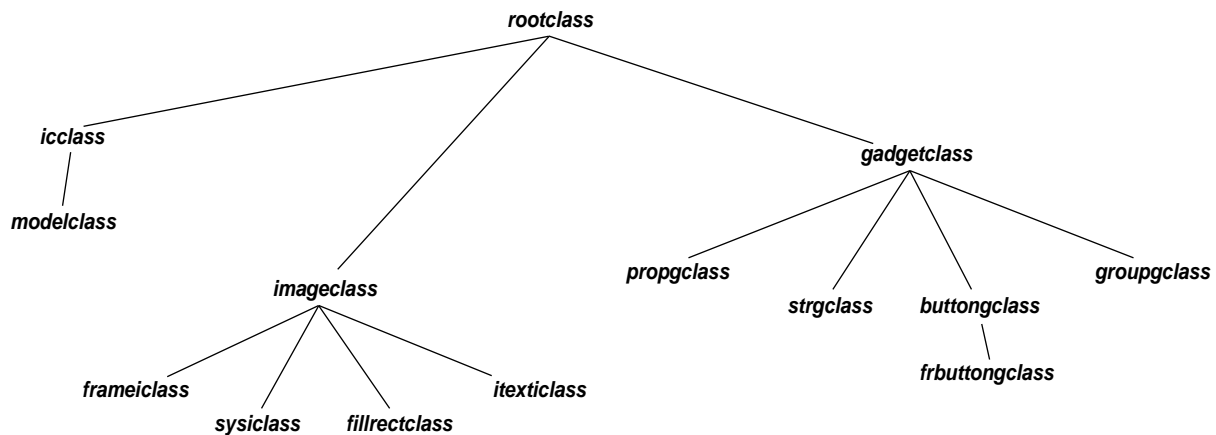 rootclass
icclass
gadgetclass
modelclass
propgclass
groupgclass
imageclass
strgclass
buttongclass
frbuttongclass
frameiclass
itexticlass
sysiclass
fillrectclass